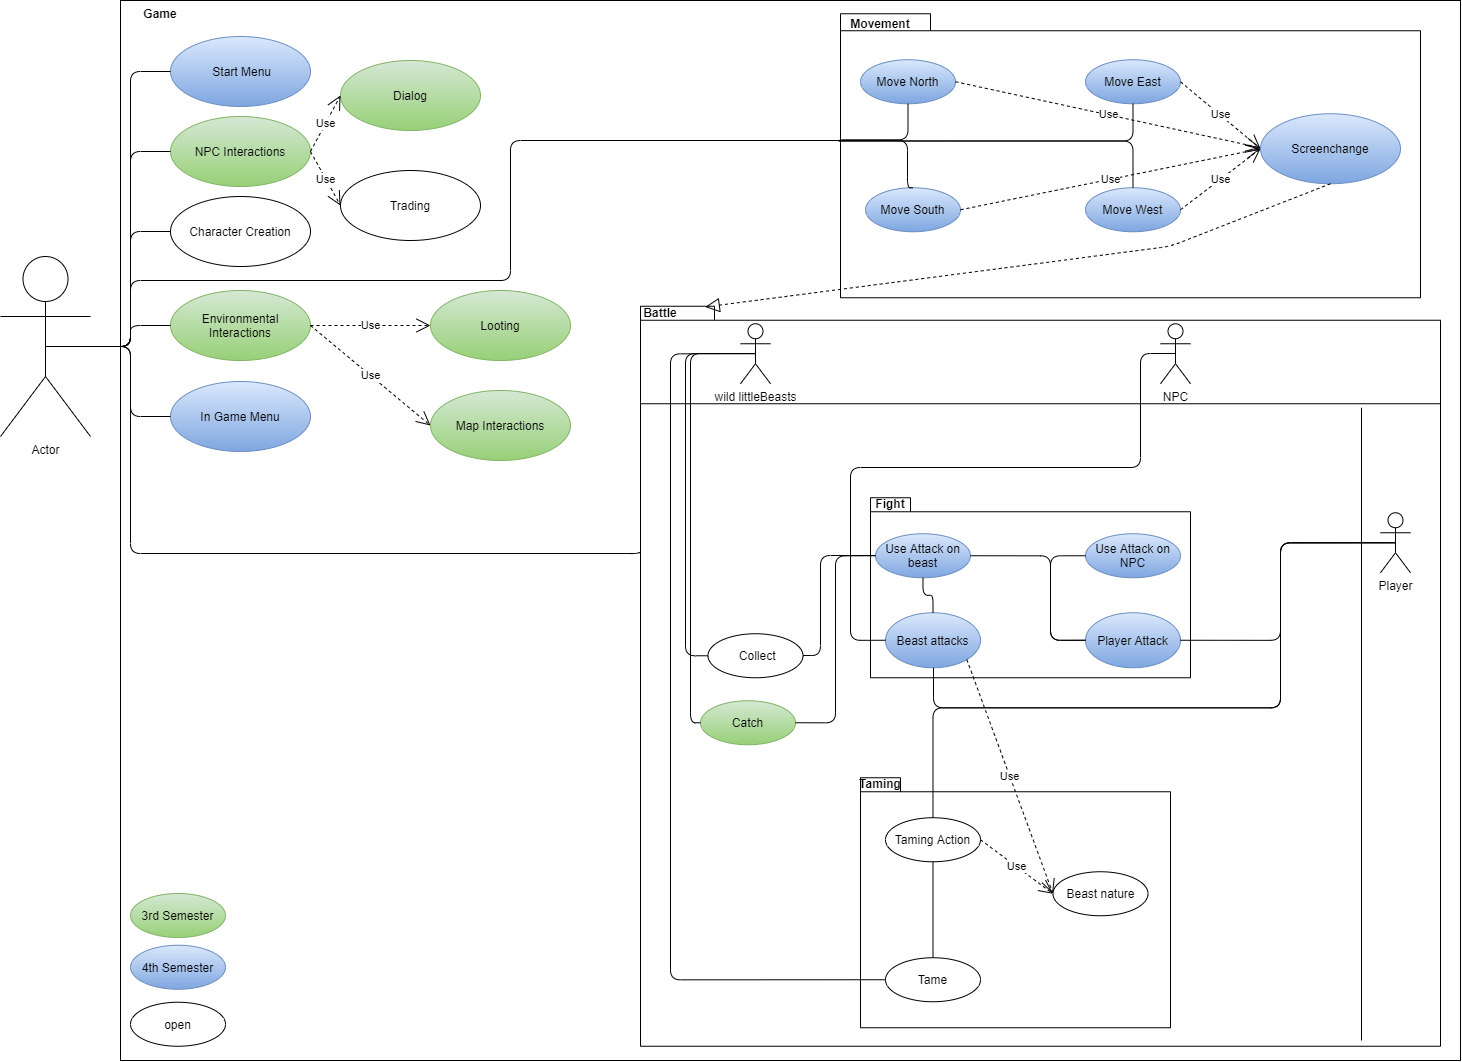 Game
Start Menu
NPC Interactions
Use
Use
Dialog
Trading
Character Creation
Environmental
Interactions
Use
Use
Looting
Map Interactions
In Game Menu
Actor
Movement
Move North
Move East
Use
Use
Screenchange
Use
Use
Move South
Move West
Battle
wild littleBeasts
NPC
Fight
Use Attack on
beast
Use Attack on
NPC
Player
Beast attacks
Player Attack
Collect
Catch
Use
Taming
Taming Action
Use
Beast nature
Tame
3rd Semester
4th Semester
open